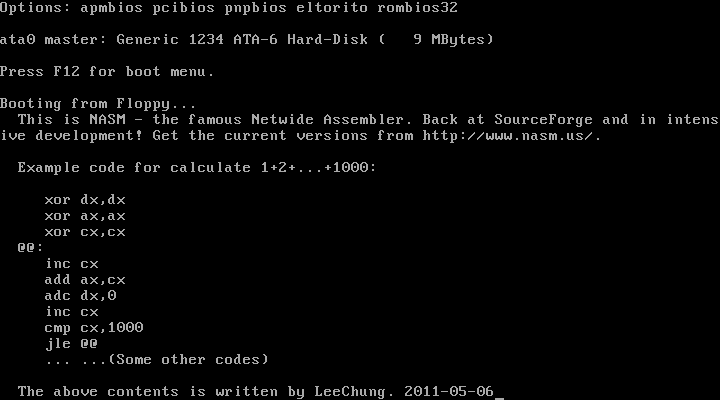 Options: apmbios pcibios pnpbios eltorito rombios32
ata0 master: Generic 1234 ATA-6 Hard-Disk (   9 MBytes)
Press F12 for boot menu.
Booting from Floppy...
  This is NASM - the famous Netwide Assembler. Back at SourceForge and in intens
ive development! Get the current versions from http://www.nasm.us/.
  Example code for calculate 1+2+...+1000:
     xor dx,dx
     xor ax,ax
     xor cx,cx
  @@:
     inc cx
     add ax,cx
     adc dx,0
     inc cx
     cmp cx,1000
     jle @@
     ... ...(Some other codes)
  The above contents is written by LeeChung. 2011-05-06_